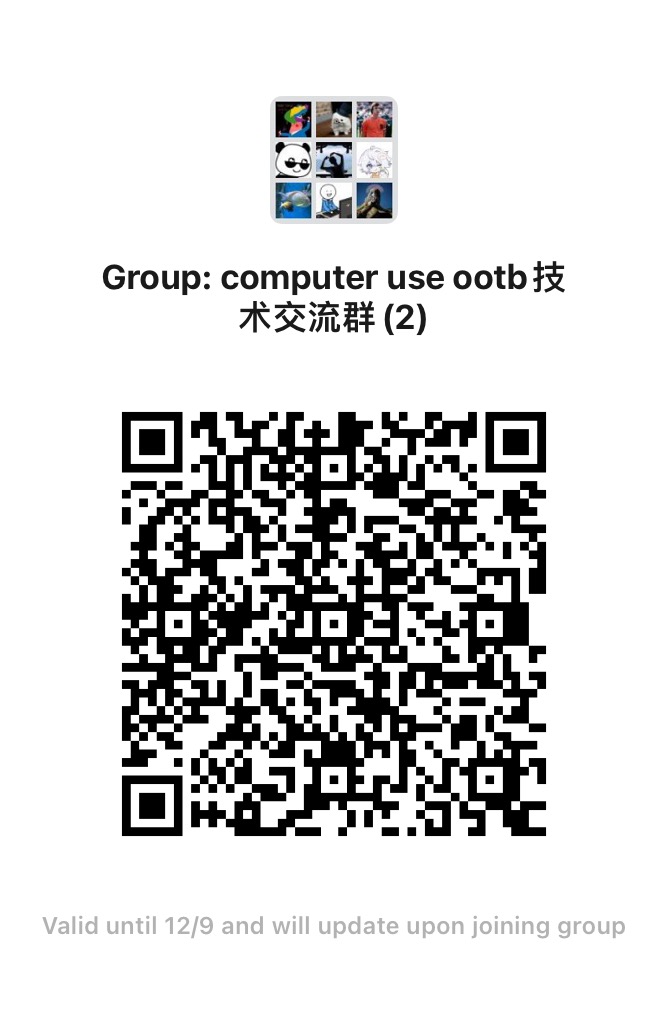 Group: computer use ootb技
术交流群 (2)
Valid until 12/9 and will update upon joining group